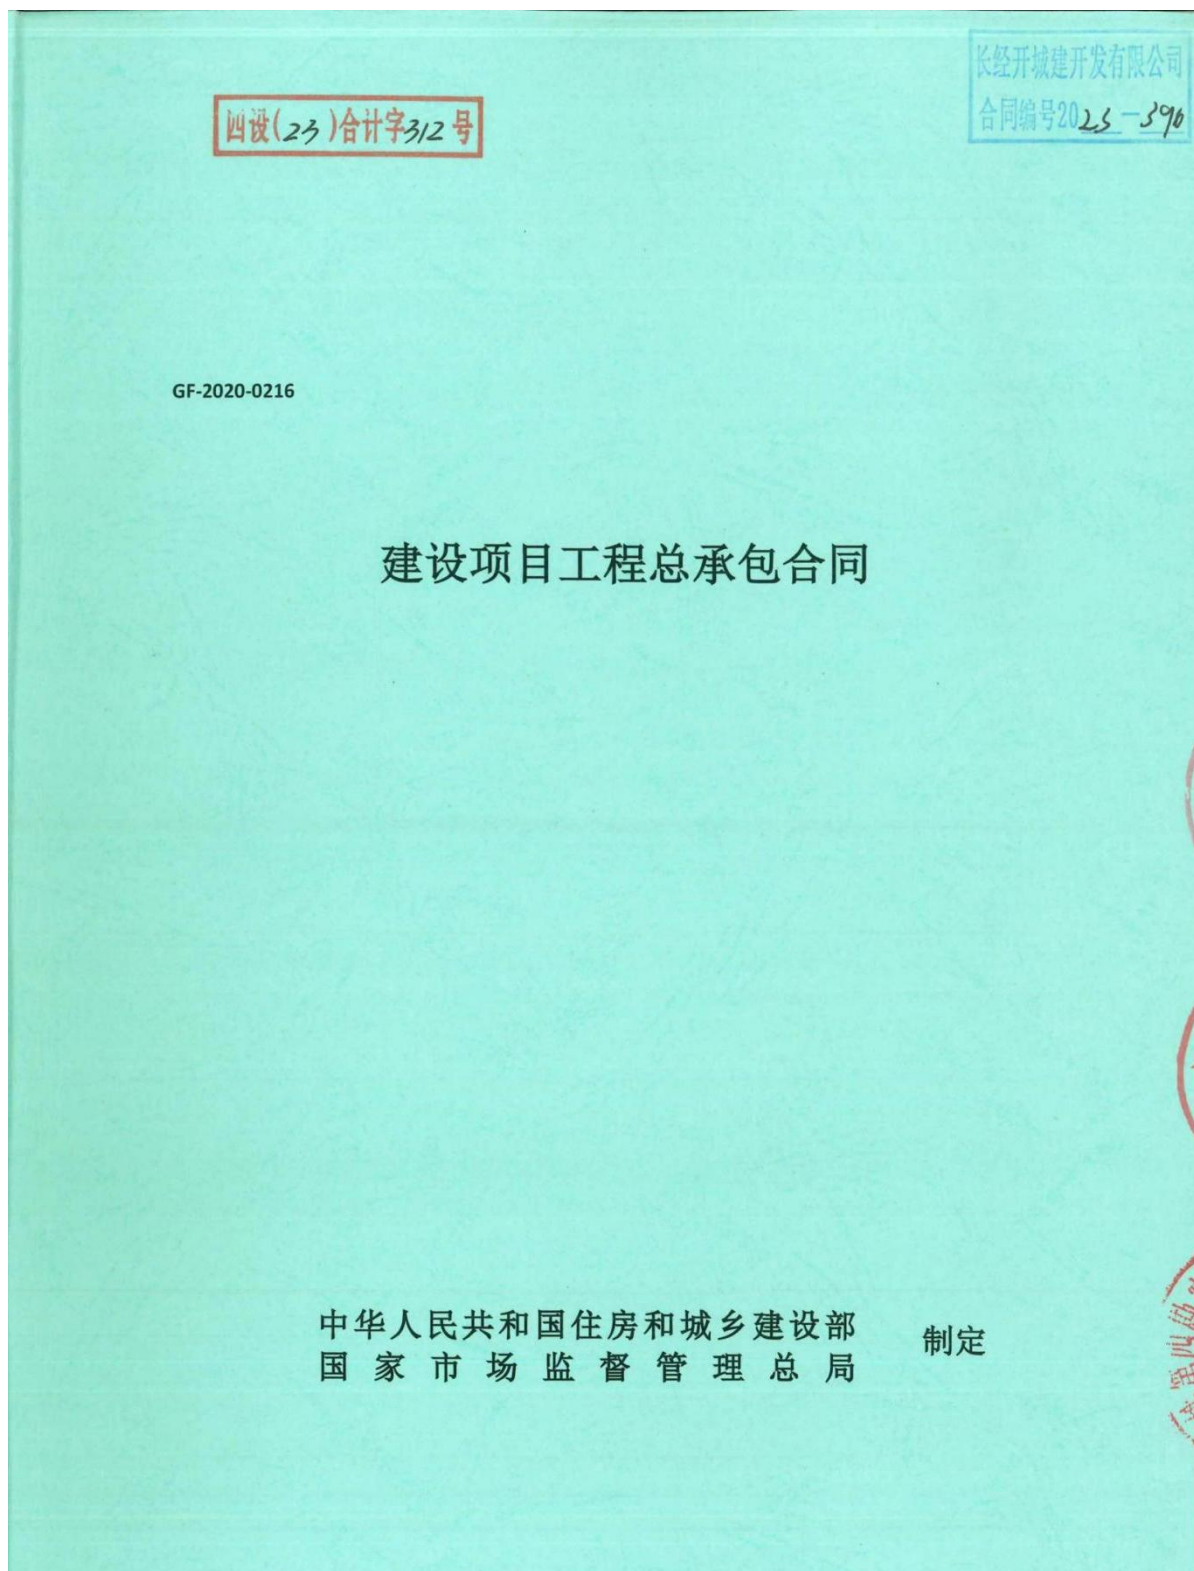 长经开城建开发有限公司
合同编号2023-396
四设(23)合计字312号
GF-2020-0216
建设项目工程总承包合同
中华人民共和国住房和城乡建设部
国家市场监督管理总局
制定